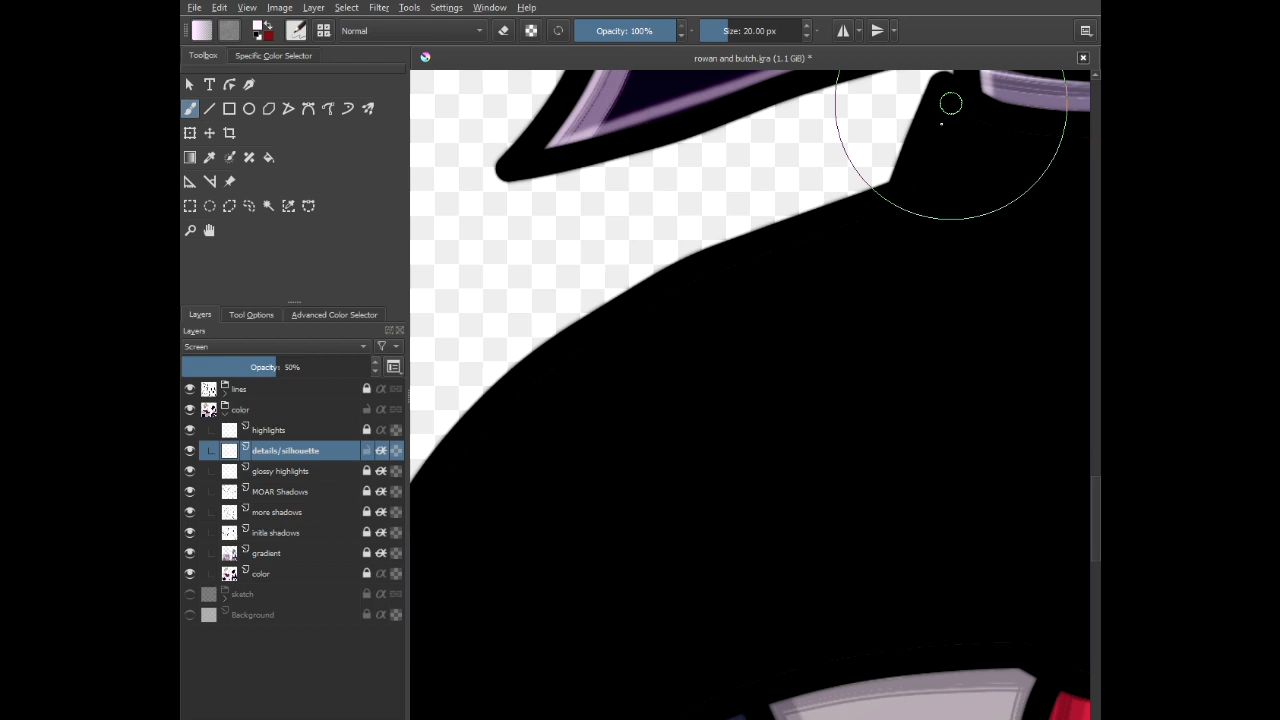 File Edit View Image Layer Select Filter Tools Settings Window Help
Normal Opacity: 100% Size: 20.00 px
Toolbox Specific Color Selector
rowan and butch.kra (1.1 GiB) *
Layers Tool Options Advanced Color Selector
Layers
Screen
Opacity: 50%
lines
color
highlights
details/silhouette
glossy highlights
MOAR Shadows
more shadows
initla shadows
gradient
color
sketch
Background